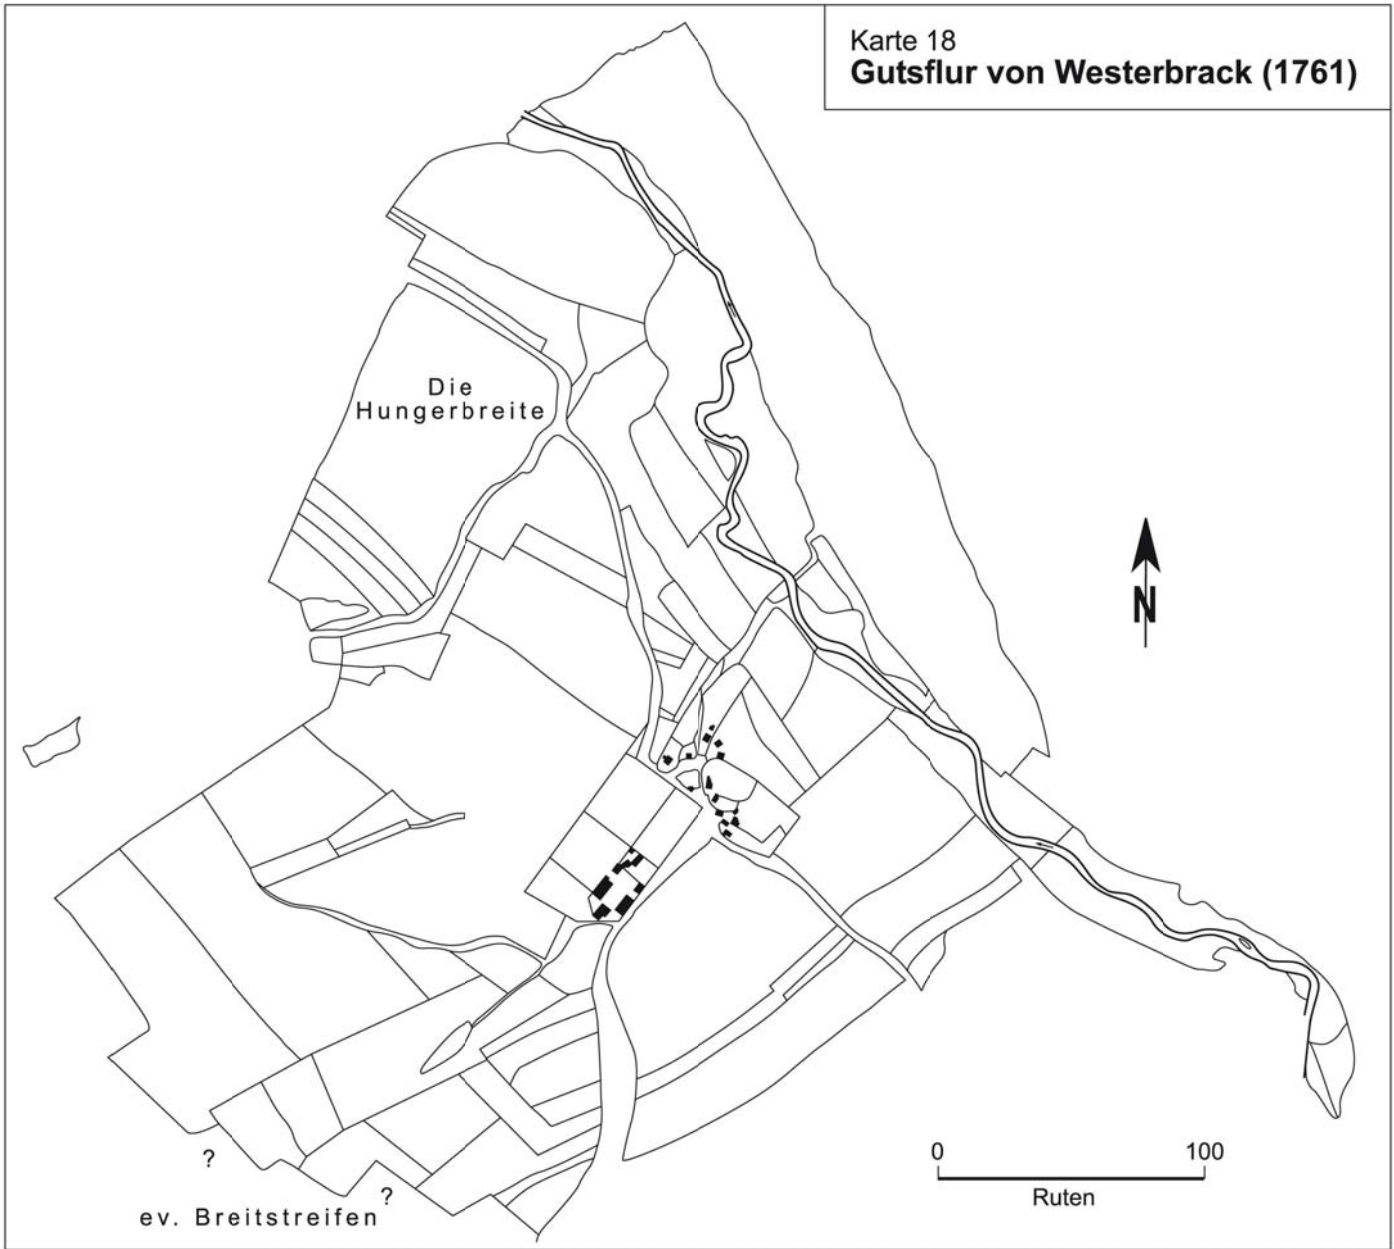 Karte 18
Gutsflur von Westerbrack (1761)
Die
Hungerbreite
N
?
?
ev. Breitstreifen
0 100
Ruten